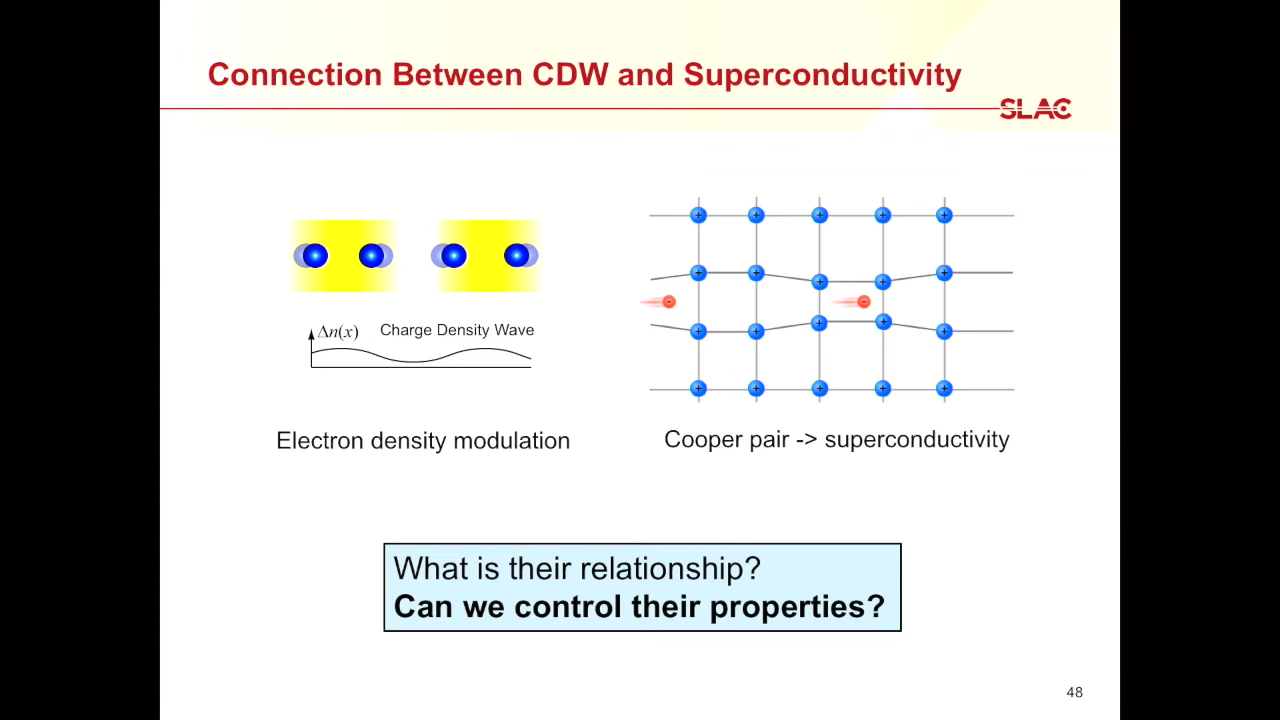 Connection Between CDW and Superconductivity
SLAC
Δn(x)
Charge Density Wave
+ + + + +
+ + + + +
- -
+ + + + +
+ + + + +
Electron density modulation
Cooper pair -> superconductivity
What is their relationship?
Can we control their properties?
48